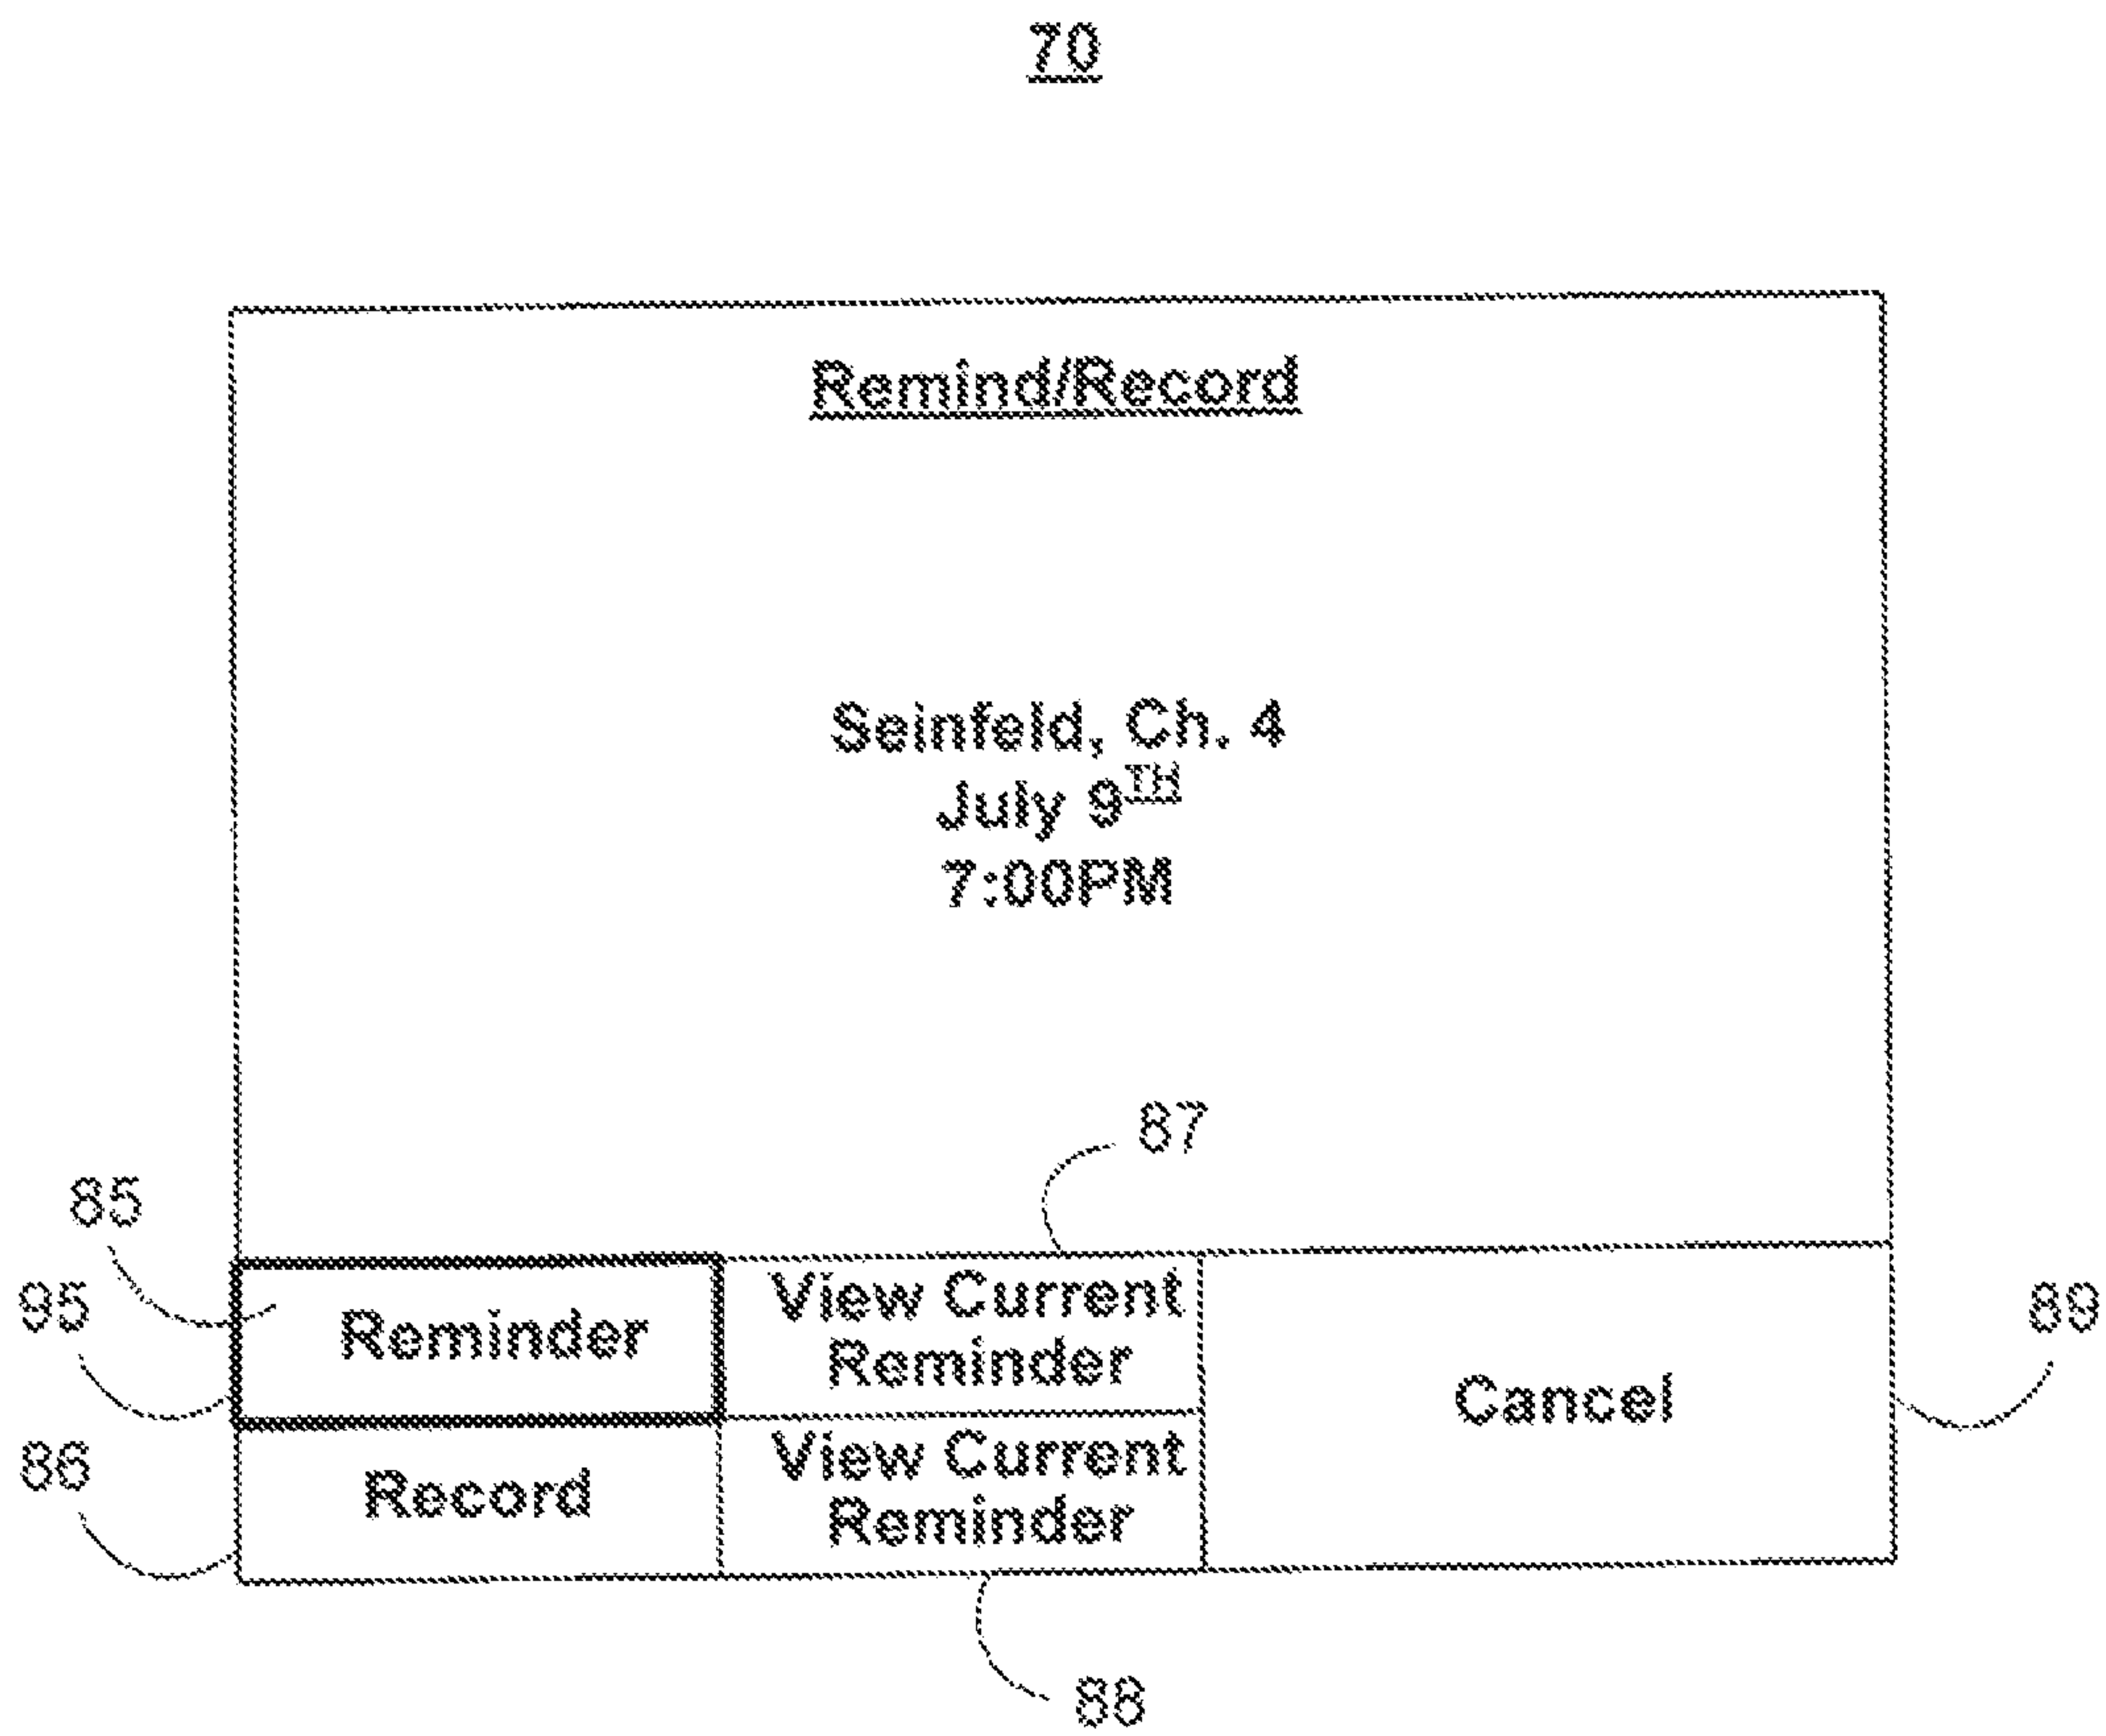 70
Remind/Record
Seinfeld, Ch. 4
July 9TH
7:00PM
87
85
95
86
Reminder
View Current
Reminder
Cancel
89
Record
View Current
Reminder
88